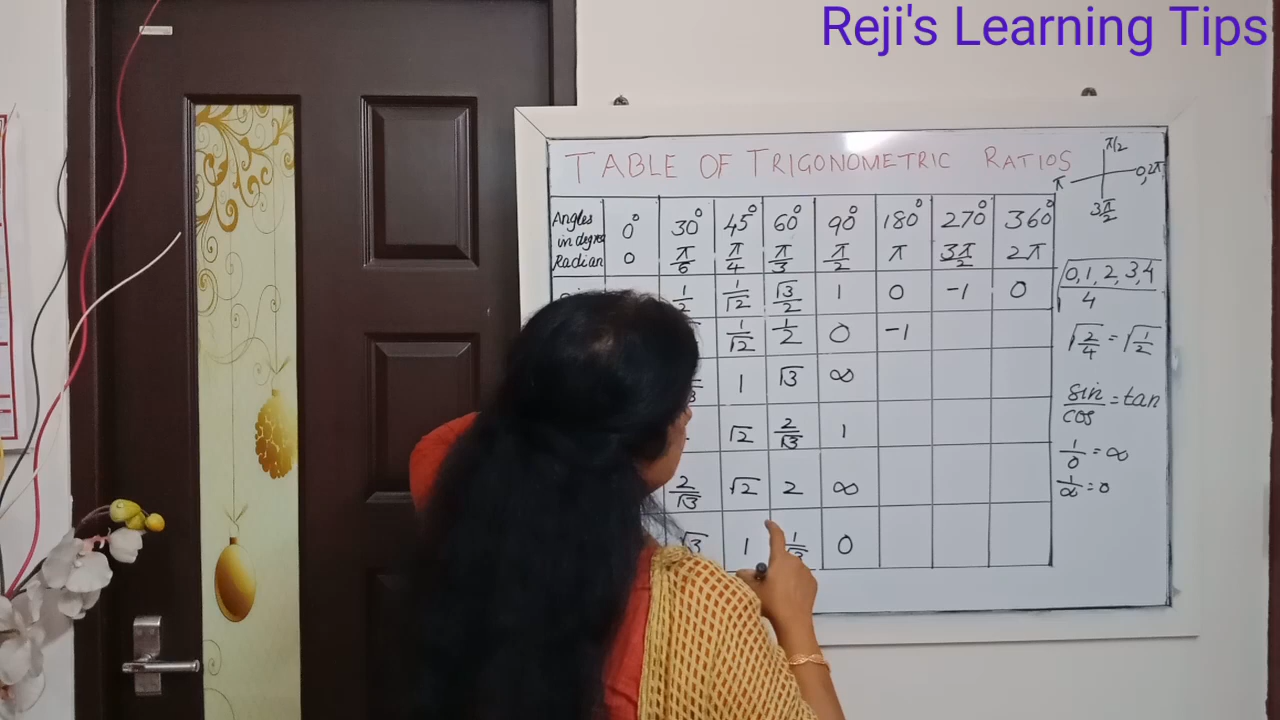 Reji's Learning Tips
TABLE OF TRIGONOMETRIC RATIOS
π/2
π 0, 2π
3π/2
Angles in degree 0° 30° 45° 60° 90° 180° 270° 360°
Radian 0 π/6 π/4 π/3 π/2 π 3π/2 2π
1/2 1/√2 √3/2 1 0 -1 0
1/√2 1/2 0 -1
1 √3 ∞
√2 2/√3 1
2/√3 √2 2 ∞
√3 1 0
√0, 1, 2, 3, 4/4
√2/4 = √1/2
sin/cos = tan
1/0 = ∞
1/∞ = 0